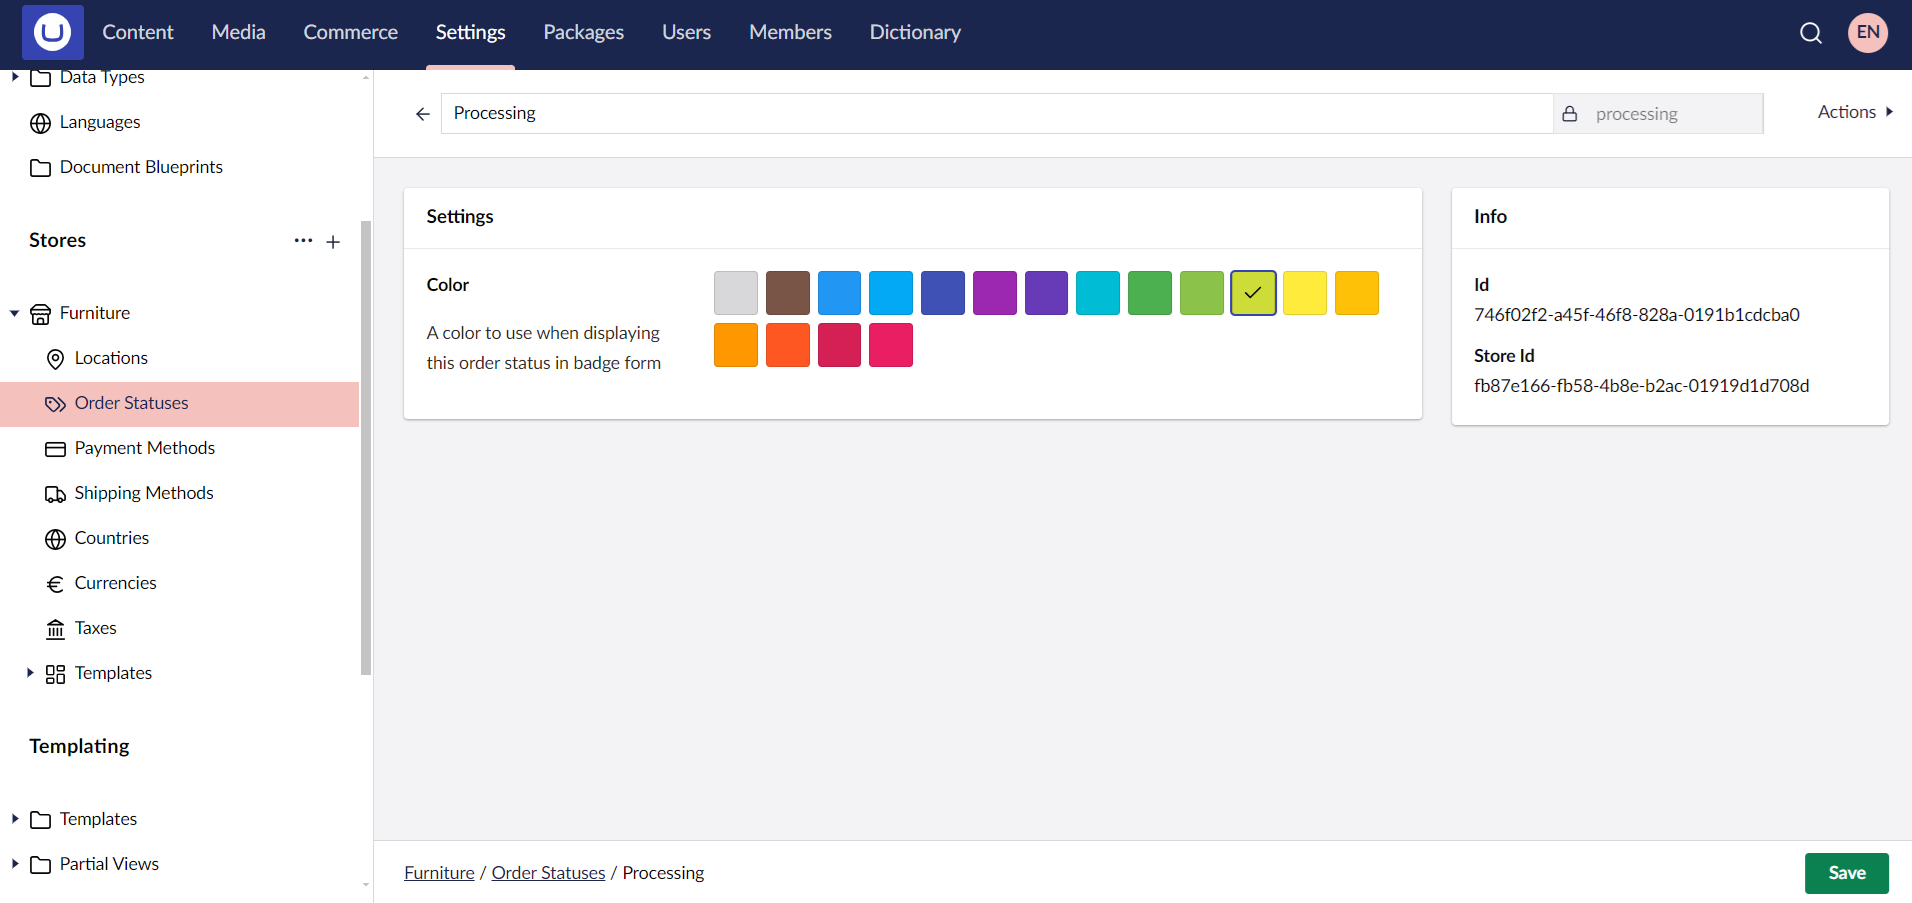 Content Media Commerce Settings Packages Users Members Dictionary EN
Data Types
Languages
Document Blueprints
Stores
Furniture
Locations
Order Statuses
Payment Methods
Shipping Methods
Countries
Currencies
Taxes
Templates
Templating
Templates
Partial Views
Processing
processing
Actions
Settings
Color
A color to use when displaying
this order status in badge form
Info
Id
746f02f2-a45f-46f8-828a-0191b1cdcba0
Store Id
fb87e166-fb58-4b8e-b2ac-01919d1d708d
Furniture / Order Statuses / Processing
Save